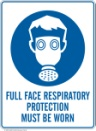 FULL FACE RESPIRATORY
PROTECTION
MUST BE WORN